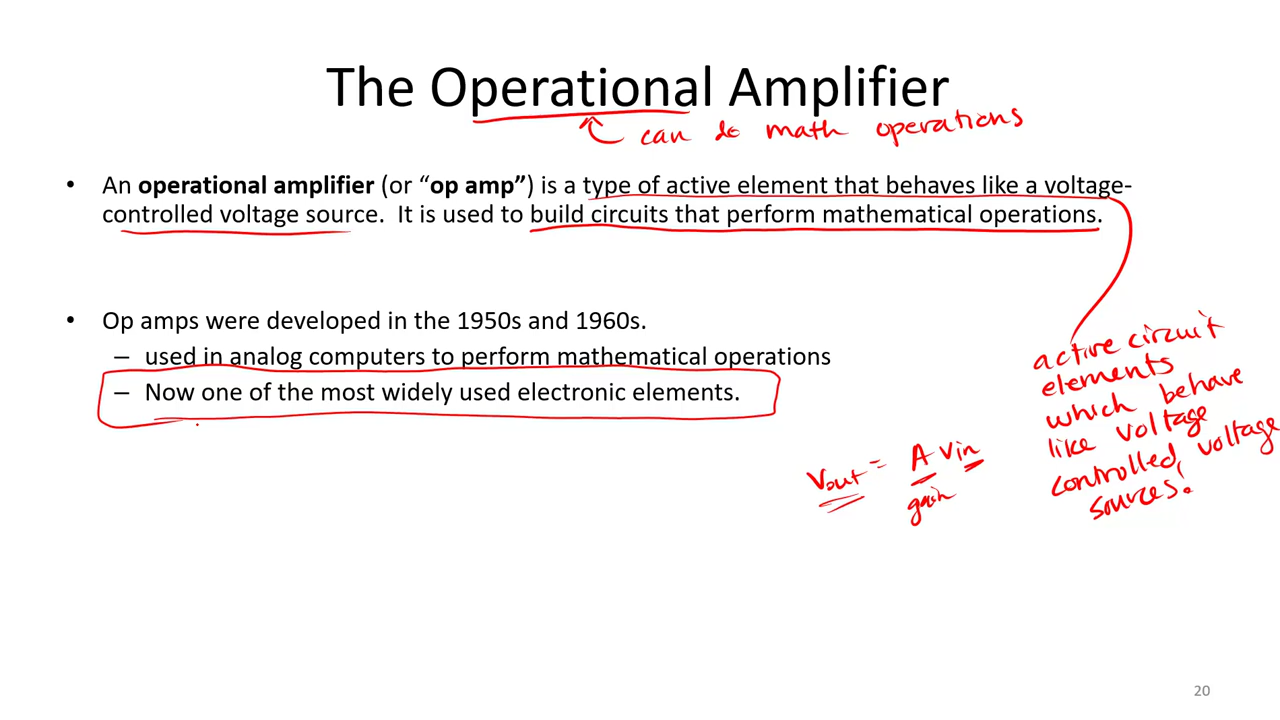 The Operational Amplifier
can do math operations
• An operational amplifier (or “op amp”) is a type of active element that behaves like a voltage-
controlled voltage source. It is used to build circuits that perform mathematical operations.
• Op amps were developed in the 1950s and 1960s.
– used in analog computers to perform mathematical operations
– Now one of the most widely used electronic elements.
active circuit
elements
which behave
like voltage
controlled voltage
sources!
Vout = A Vin
gain
20